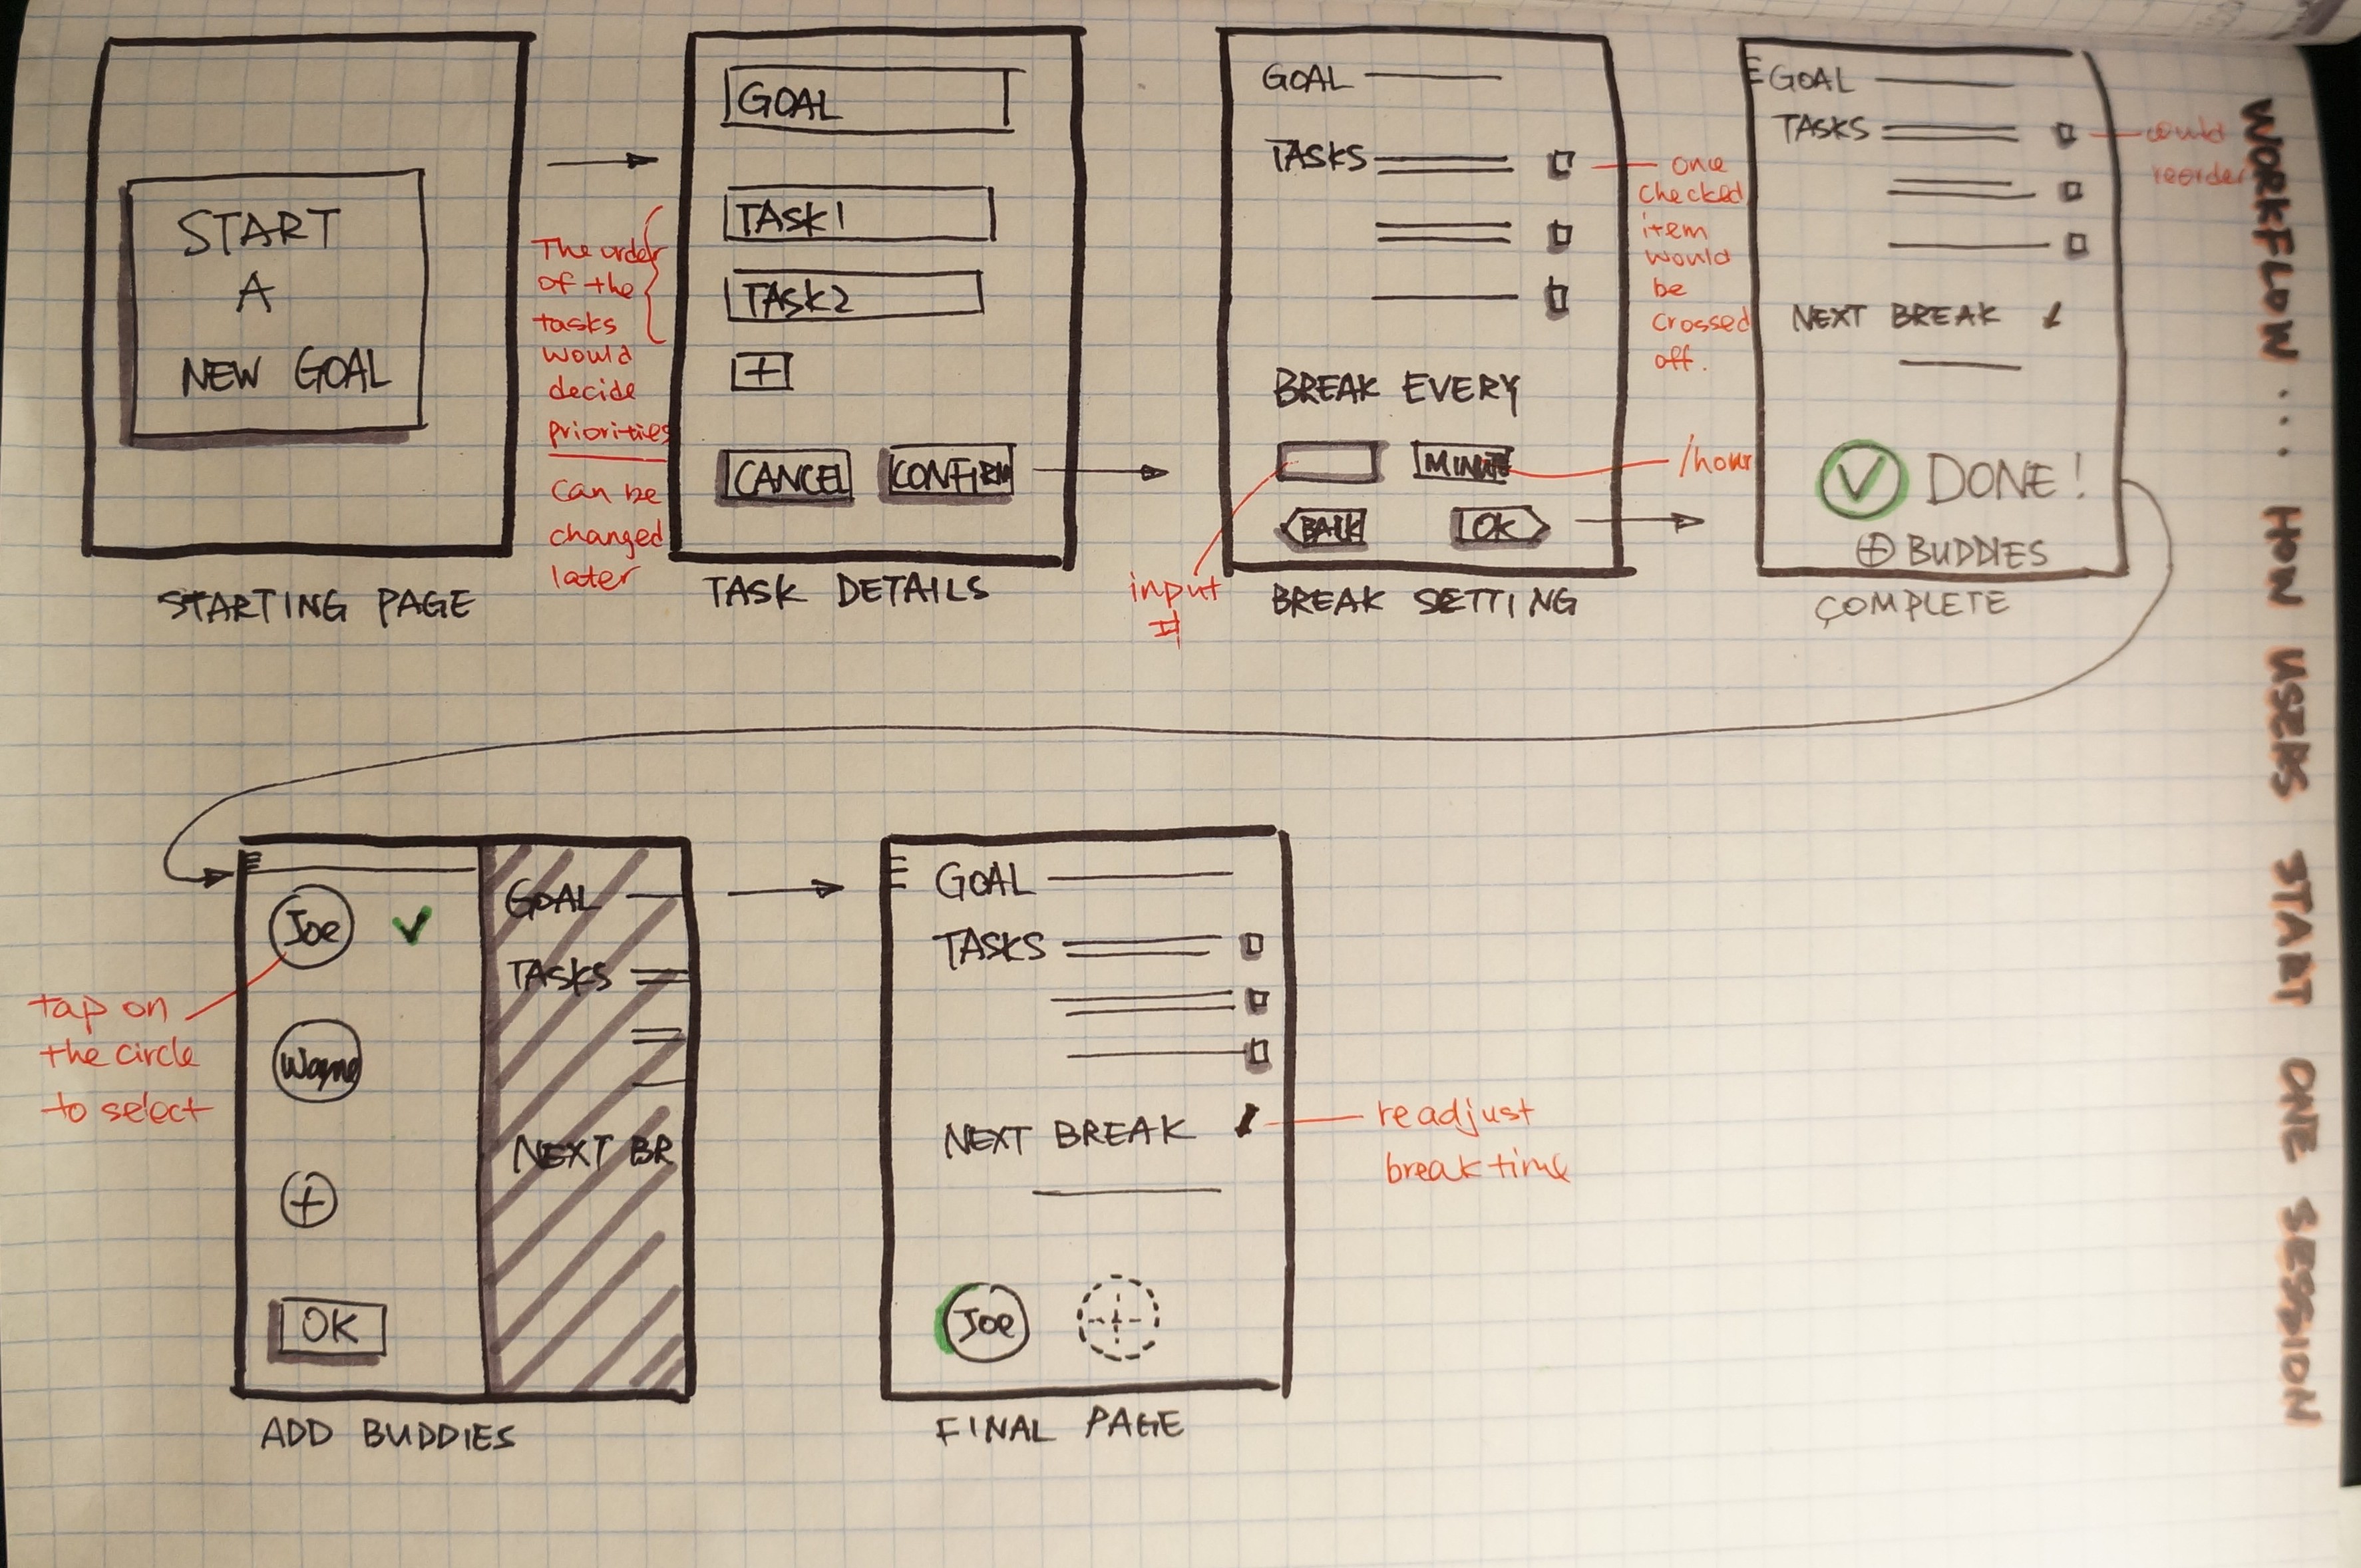 START
A
NEW GOAL
STARTING PAGE
The order
of the
tasks
would
decide
priorities
Can be
changed
later
GOAL
TASK1
TASK2
+
CANCEL
CONFIRM
TASK DETAILS
GOAL
TASKS
once
checked
item
would
be
crossed
off.
BREAK EVERY
MINUTE
/hour
BACK
OK
input
#
BREAK SETTING
GOAL
TASKS
could
reorder
NEXT BREAK
DONE!
+ BUDDIES
COMPLETE
WORKFLOW... HOW USERS START ONE SESSION
Joe
tap on
the circle
to select
+
OK
GOAL
TASKS
NEXT BR
ADD BUDDIES
GOAL
TASKS
NEXT BREAK
readjust
break time
Joe
+
FINAL PAGE